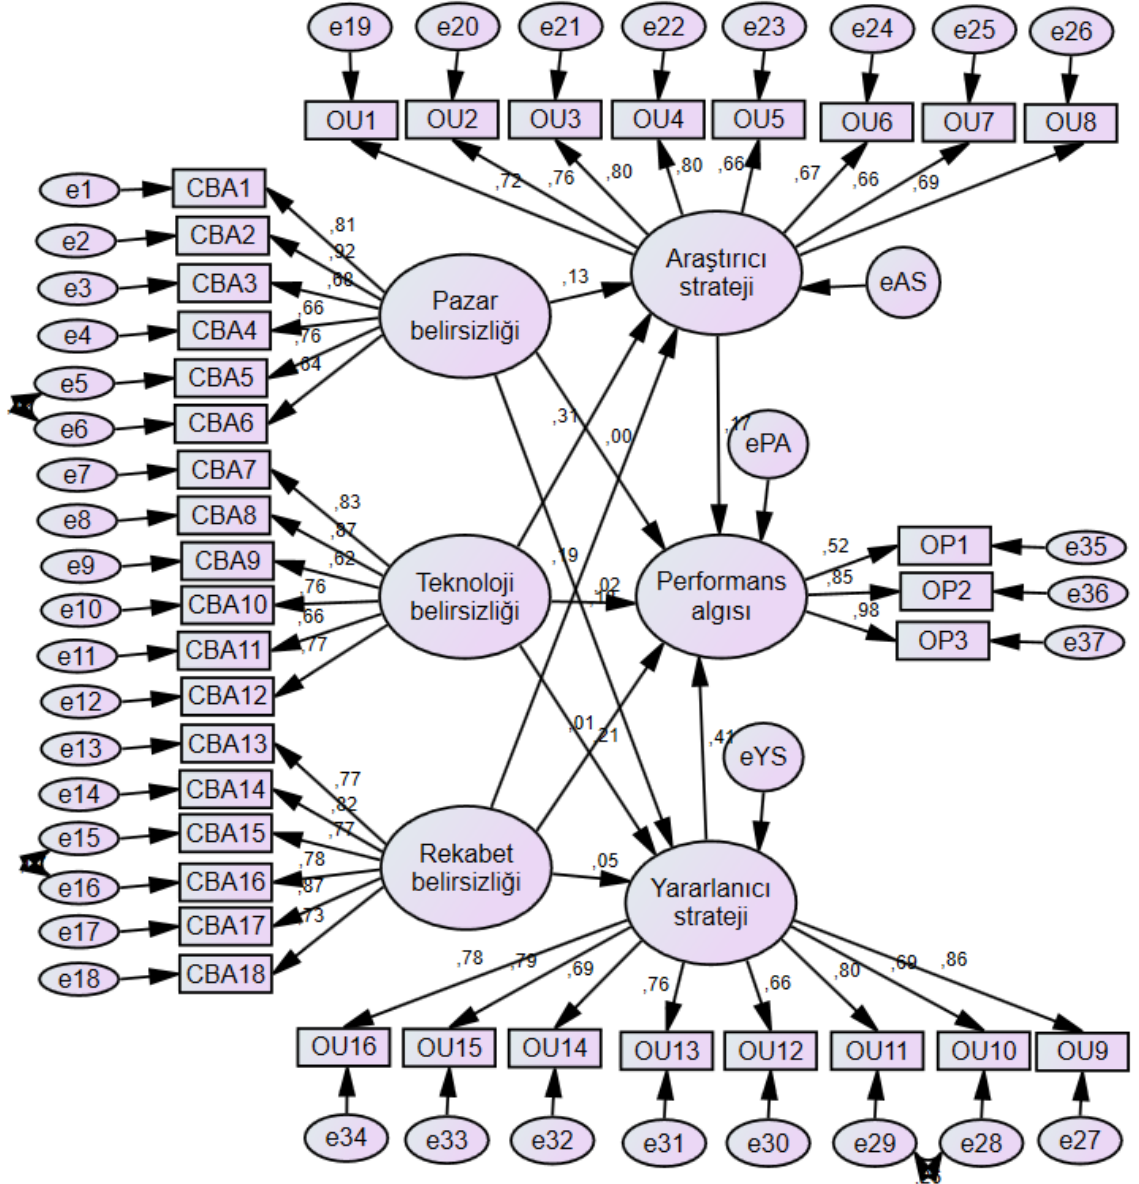 e19 e20 e21 e22 e23 e24 e25 e26
OU1 OU2 OU3 OU4 OU5 OU6 OU7 OU8
,72 ,76 ,80 ,80 ,66 ,67 ,66 ,69
e1 CBA1
e2 CBA2
e3 CBA3
e4 CBA4
e5 CBA5
e6 CBA6
,81
,92
,68
,66
,76
,64
Pazar
belirsizliği
,13
Araştırıcı
strateji
eAS
e7 CBA7
e8 CBA8
e9 CBA9
e10 CBA10
e11 CBA11
e12 CBA12
,83
,87
,62
,76
,66
,77
Teknoloji
belirsizliği
,31
,00
,17
ePA
,19
,02
Performans
algısı
,52 OP1 e35
,85 OP2 e36
,98 OP3 e37
e13 CBA13
e14 CBA14
e15 CBA15
e16 CBA16
e17 CBA17
e18 CBA18
,77
,82
,77
,78
,87
,73
Rekabet
belirsizliği
,01
,21
,41
eYS
,05
Yararlanıcı
strateji
,78 ,79 ,69 ,76 ,66 ,80 ,69 ,86
OU16 OU15 OU14 OU13 OU12 OU11 OU10 OU9
e34 e33 e32 e31 e30 e29 e28 e27